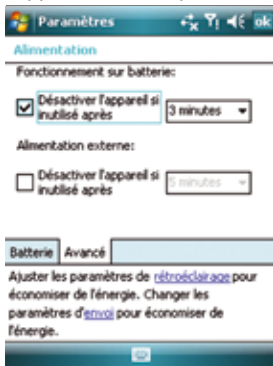 Paramètres ok
Alimentation
Fonctionnement sur batterie:
Désactiver l'appareil si
inutilisé après
3 minutes
Alimentation externe:
Désactiver l'appareil si
inutilisé après
5 minutes
Batterie Avancé
Ajuster les paramètres de rétroéclairage pour
économiser de l'énergie. Changer les
paramètres d'envoi pour économiser de
l'énergie.